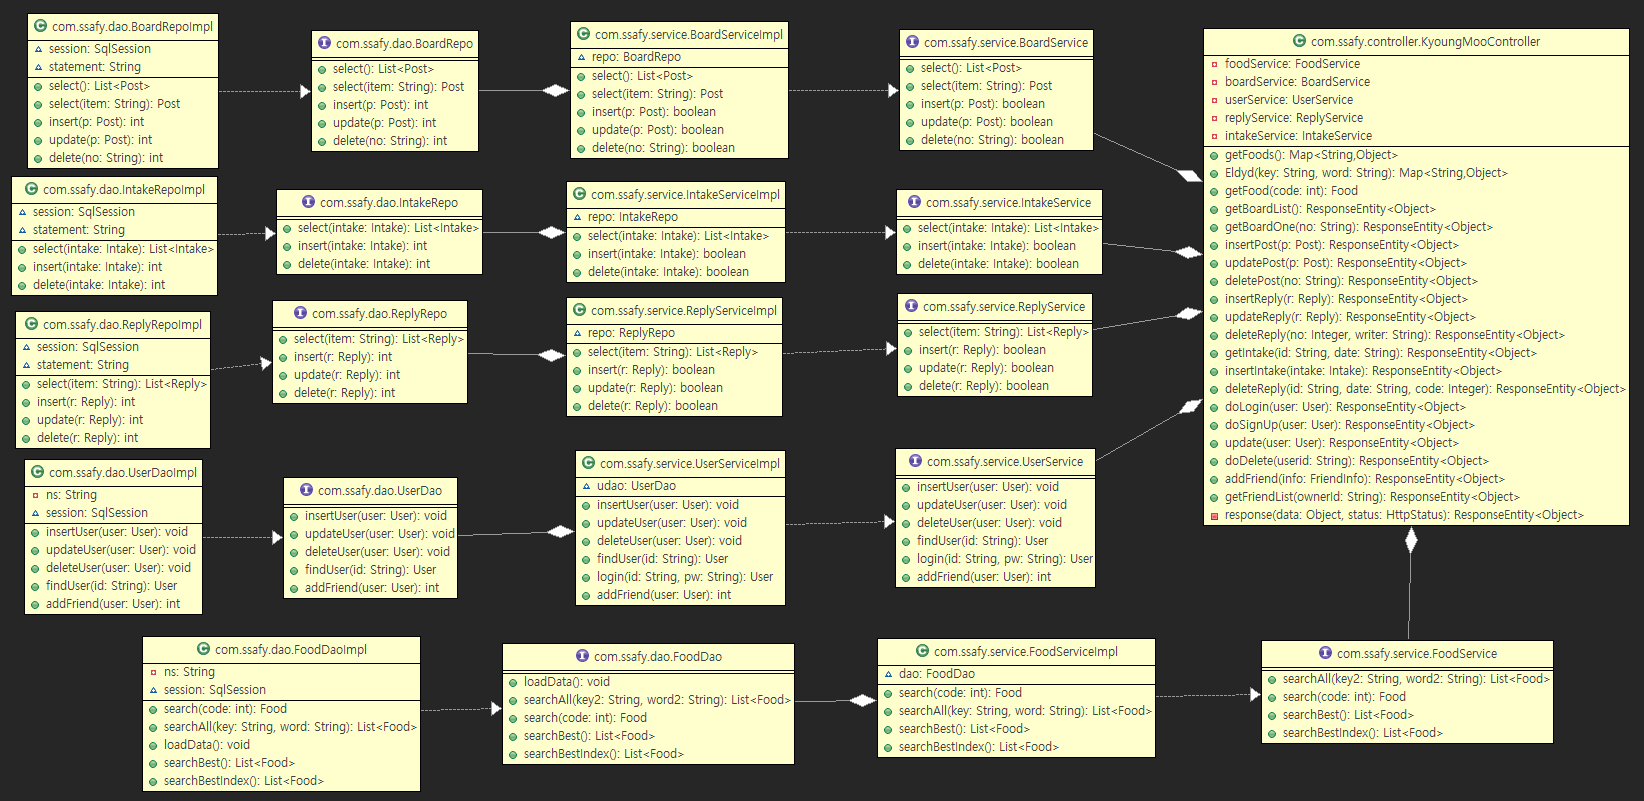 com.ssafy.dao.BoardRepoImpl
session: SqlSession
statement: String
select(): List<Post>
select(item: String): Post
insert(p: Post): int
update(p: Post): int
delete(no: String): int
com.ssafy.dao.BoardRepo
select(): List<Post>
select(item: String): Post
insert(p: Post): int
update(p: Post): int
delete(no: String): int
com.ssafy.service.BoardServiceImpl
repo: BoardRepo
select(): List<Post>
select(item: String): Post
insert(p: Post): boolean
update(p: Post): boolean
delete(no: String): boolean
com.ssafy.service.BoardService
select(): List<Post>
select(item: String): Post
insert(p: Post): boolean
update(p: Post): boolean
delete(no: String): boolean
com.ssafy.controller.KyoungMooController
foodService: FoodService
boardService: BoardService
userService: UserService
replyService: ReplyService
intakeService: IntakeService
getFoods(): Map<String,Object>
Eldyd(key: String, word: String): Map<String,Object>
getFood(code: int): Food
getBoardList(): ResponseEntity<Object>
getBoardOne(no: String): ResponseEntity<Object>
insertPost(p: Post): ResponseEntity<Object>
updatePost(p: Post): ResponseEntity<Object>
deletePost(no: String): ResponseEntity<Object>
insertReply(r: Reply): ResponseEntity<Object>
updateReply(r: Reply): ResponseEntity<Object>
deleteReply(no: Integer, writer: String): ResponseEntity<Object>
getIntake(id: String, date: String): ResponseEntity<Object>
insertIntake(intake: Intake): ResponseEntity<Object>
deleteReply(id: String, date: String, code: Integer): ResponseEntity<Object>
doLogin(user: User): ResponseEntity<Object>
doSignUp(user: User): ResponseEntity<Object>
update(user: User): ResponseEntity<Object>
doDelete(userid: String): ResponseEntity<Object>
addFriend(info: FriendInfo): ResponseEntity<Object>
getFriendList(ownerId: String): ResponseEntity<Object>
response(data: Object, status: HttpStatus): ResponseEntity<Object>
com.ssafy.dao.IntakeRepoImpl
session: SqlSession
statement: String
select(intake: Intake): List<Intake>
insert(intake: Intake): int
delete(intake: Intake): int
com.ssafy.dao.IntakeRepo
select(intake: Intake): List<Intake>
insert(intake: Intake): int
delete(intake: Intake): int
com.ssafy.service.IntakeServiceImpl
repo: IntakeRepo
select(intake: Intake): List<Intake>
insert(intake: Intake): boolean
delete(intake: Intake): boolean
com.ssafy.service.IntakeService
select(intake: Intake): List<Intake>
insert(intake: Intake): boolean
delete(intake: Intake): boolean
com.ssafy.dao.ReplyRepoImpl
session: SqlSession
statement: String
select(item: String): List<Reply>
insert(r: Reply): int
update(r: Reply): int
delete(r: Reply): int
com.ssafy.dao.ReplyRepo
select(item: String): List<Reply>
insert(r: Reply): int
update(r: Reply): int
delete(r: Reply): int
com.ssafy.service.ReplyServiceImpl
repo: ReplyRepo
select(item: String): List<Reply>
insert(r: Reply): boolean
update(r: Reply): boolean
delete(r: Reply): boolean
com.ssafy.service.ReplyService
select(item: String): List<Reply>
insert(r: Reply): boolean
update(r: Reply): boolean
delete(r: Reply): boolean
com.ssafy.dao.UserDaoImpl
ns: String
session: SqlSession
insertUser(user: User): void
updateUser(user: User): void
deleteUser(user: User): void
findUser(id: String): User
addFriend(user: User): int
com.ssafy.dao.UserDao
insertUser(user: User): void
updateUser(user: User): void
deleteUser(user: User): void
findUser(id: String): User
addFriend(user: User): int
com.ssafy.service.UserServiceImpl
udao: UserDao
insertUser(user: User): void
updateUser(user: User): void
deleteUser(user: User): void
findUser(id: String): User
login(id: String, pw: String): User
addFriend(user: User): int
com.ssafy.service.UserService
insertUser(user: User): void
updateUser(user: User): void
deleteUser(user: User): void
findUser(id: String): User
login(id: String, pw: String): User
addFriend(user: User): int
com.ssafy.dao.FoodDaoImpl
ns: String
session: SqlSession
search(code: int): Food
searchAll(key: String, word: String): List<Food>
loadData(): void
searchBest(): List<Food>
searchBestIndex(): List<Food>
com.ssafy.dao.FoodDao
loadData(): void
searchAll(key2: String, word2: String): List<Food>
search(code: int): Food
searchBest(): List<Food>
searchBestIndex(): List<Food>
com.ssafy.service.FoodServiceImpl
dao: FoodDao
search(code: int): Food
searchAll(key: String, word: String): List<Food>
searchBest(): List<Food>
searchBestIndex(): List<Food>
com.ssafy.service.FoodService
searchAll(key2: String, word2: String): List<Food>
search(code: int): Food
searchBest(): List<Food>
searchBestIndex(): List<Food>